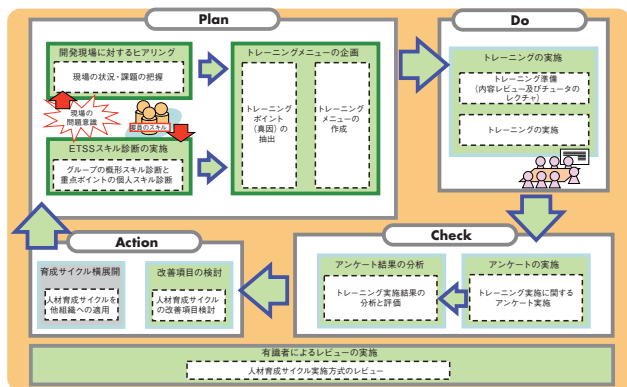 Plan
開発現場に対するヒアリング
現場の状況・課題の把握
現場の
問題意識
要員のスキル
ETSSスキル診断の実施
グループの概形スキル診断と
重点ポイントの個人スキル診断
トレーニングメニューの企画
トレーニング
ポイント
(真因)の
抽出
トレーニング
メニューの
作成
Do
トレーニングの実施
トレーニング準備
(内容レビュー及びチュータの
レクチャ)
トレーニングの実施
Check
アンケート結果の分析
トレーニング実施結果の
分析と評価
アンケートの実施
トレーニング実施に関する
アンケート実施
Action
育成サイクル横展開
人材育成サイクルを
他組織への適用
改善項目の検討
人材育成サイクル
の改善項目検討
有識者によるレビューの実施
人材育成サイクル実施方式のレビュー